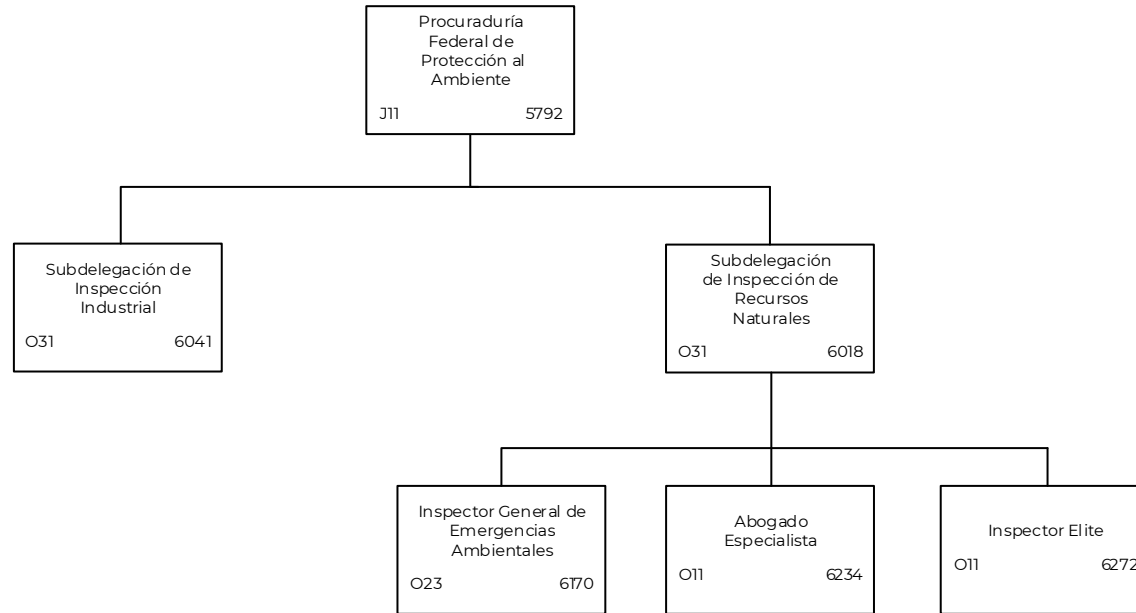 Procuraduría
Federal de
Protección al
Ambiente
J11 5792
Subdelegación de
Inspección
Industrial
O31 6041
Subdelegación
de Inspección de
Recursos
Naturales
O31 6018
Inspector General de
Emergencias
Ambientales
O23 6170
Abogado
Especialista
O11 6234
Inspector Elite
O11 6272